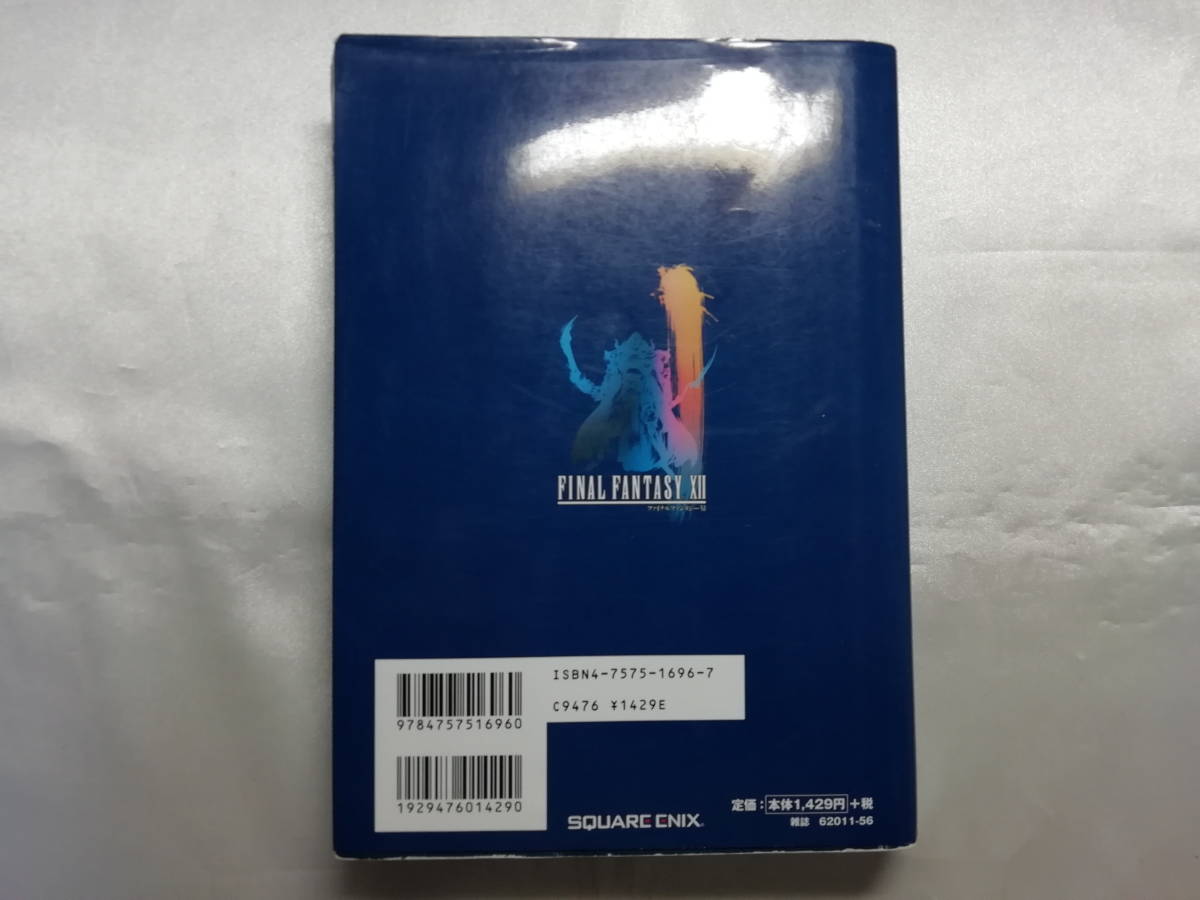 FINAL FANTASY XII
ファイナルファンタジーXII
ISBN4-7575-1696-7
C9476 ¥1429E
9784757516960
1929476014290
SQUARE ENIX®
定価：本体1,429円+税
雑誌 62011-56